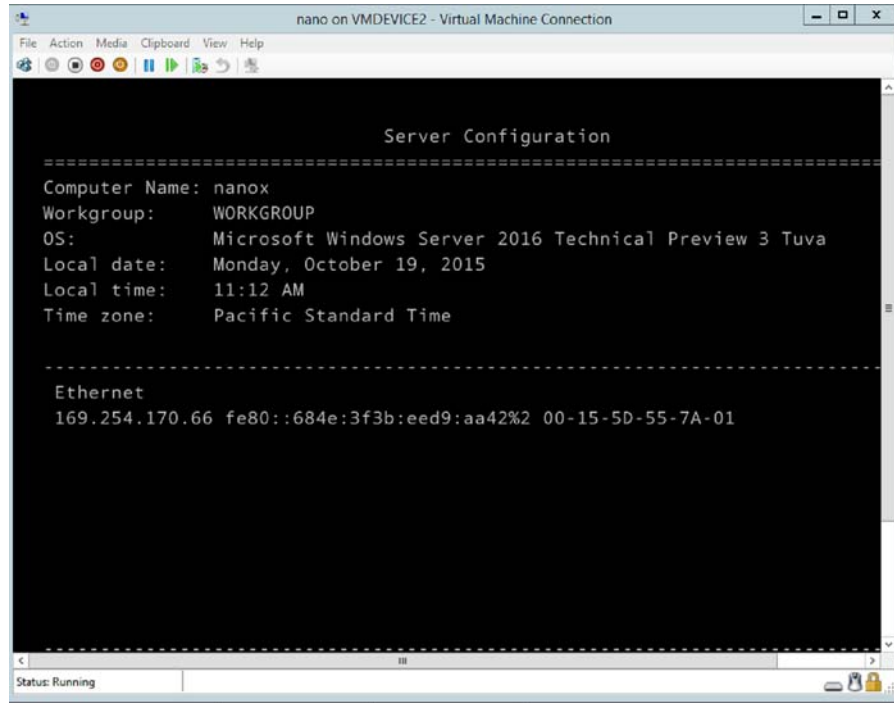 nano on VMDEVICE2 - Virtual Machine Connection
File Action Media Clipboard View Help
Server Configuration
================================================================================
Computer Name: nanox
Workgroup: WORKGROUP
OS: Microsoft Windows Server 2016 Technical Preview 3 Tuva
Local date: Monday, October 19, 2015
Local time: 11:12 AM
Time zone: Pacific Standard Time
--------------------------------------------------------------------------------
Ethernet
169.254.170.66 fe80::684e:3f3b:eed9:aa42%2 00-15-5D-55-7A-01
--------------------------------------------------------------------------------
Status: Running